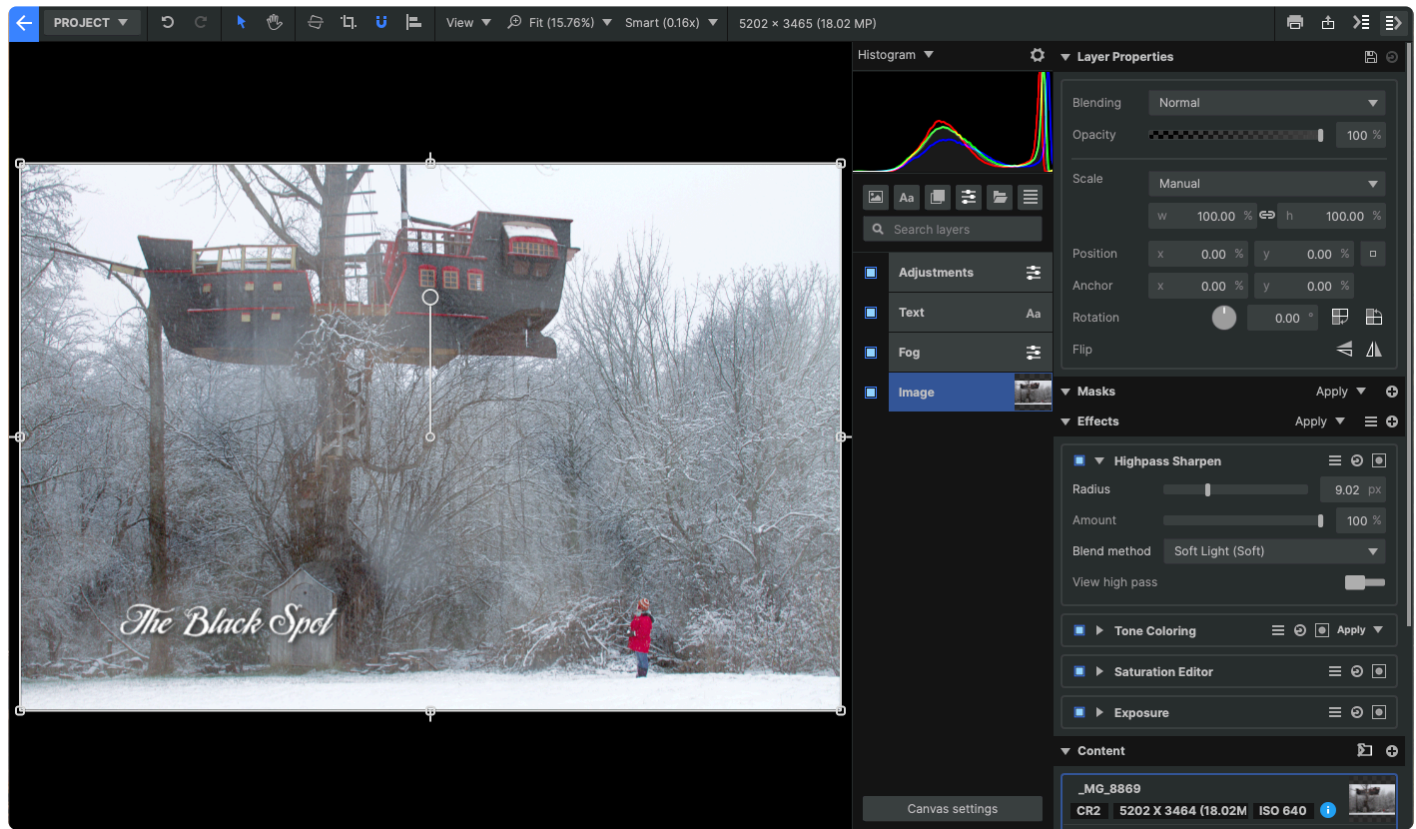 PROJECT
View
Fit (15.76%)
Smart (0.16x)
5202 × 3465 (18.02 MP)
Histogram
Aa
Search layers
Adjustments
Text Aa
Fog
Image
Canvas settings
The Black Spot
Layer Properties
Blending Normal
Opacity 100 %
Scale Manual
w 100.00 % h 100.00 %
Position x 0.00 % y 0.00 %
Anchor x 0.00 % y 0.00 %
Rotation 0.00 °
Flip
Masks Apply
Effects Apply
Highpass Sharpen
Radius 9.02 px
Amount 100 %
Blend method Soft Light (Soft)
View high pass
Tone Coloring Apply
Saturation Editor
Exposure
Content
_MG_8869
CR2 5202 X 3464 (18.02M ISO 640